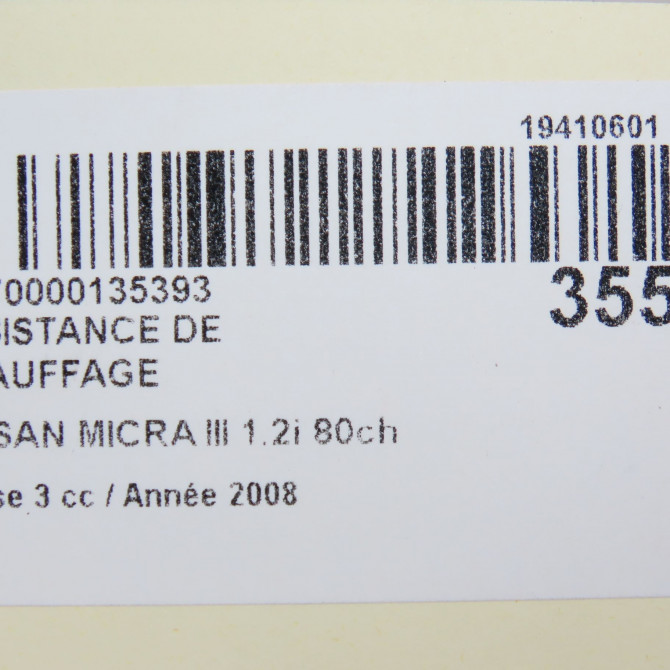 19410601
70000135393
355
SISTANCE DE
AUFFAGE
SAN MICRA III 1.2i 80ch
se 3 cc / Année 2008